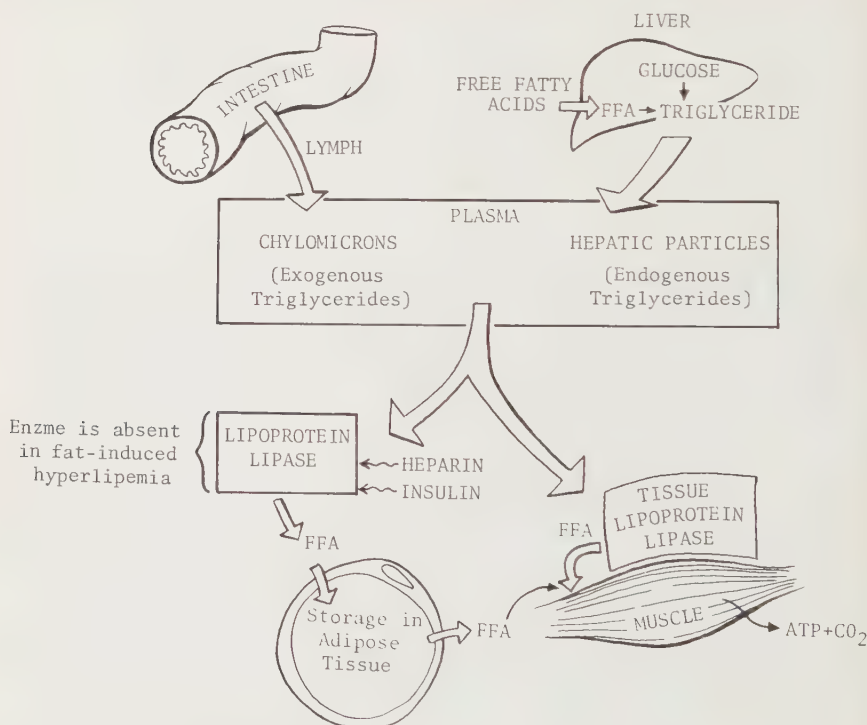 LIVER
INTESTINE
GLUCOSE
FREE FATTY
ACIDS
FFA
TRIGLYCERIDE
LYMPH
PLASMA
CHYLOMICRONS
(Exogenous
Triglycerides)
HEPATIC PARTICLES
(Endogenous
Triglycerides)
Enzme is absent
in fat-induced
hyperlipemia
LIPOPROTEIN
LIPASE
HEPARIN
INSULIN
FFA
Storage in
Adipose
Tissue
FFA
TISSUE
LIPOPROTEIN
LIPASE
FFA
MUSCLE
ATP+CO2